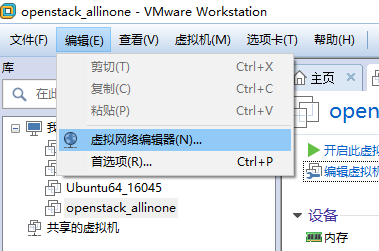 openstack_allinone - VMware Workstation
文件(F) 编辑(E) 查看(V) 虚拟机(M) 选项卡(T) 帮助(H)
库
剪切(T) Ctrl+X
复制(C) Ctrl+C
粘贴(P) Ctrl+V
虚拟网络编辑器(N)...
首选项(R)... Ctrl+P
在此
我
Ubuntu64_16045
openstack_allinone
共享的虚拟机
主页
open
开启此虚
编辑虚拟机
设备
内存